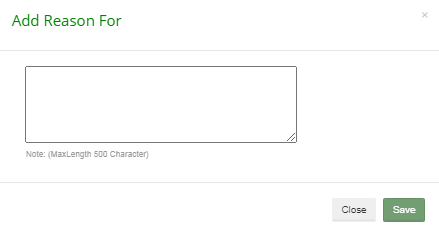 Add Reason For
×
Note: (MaxLength 500 Character)
Close
Save